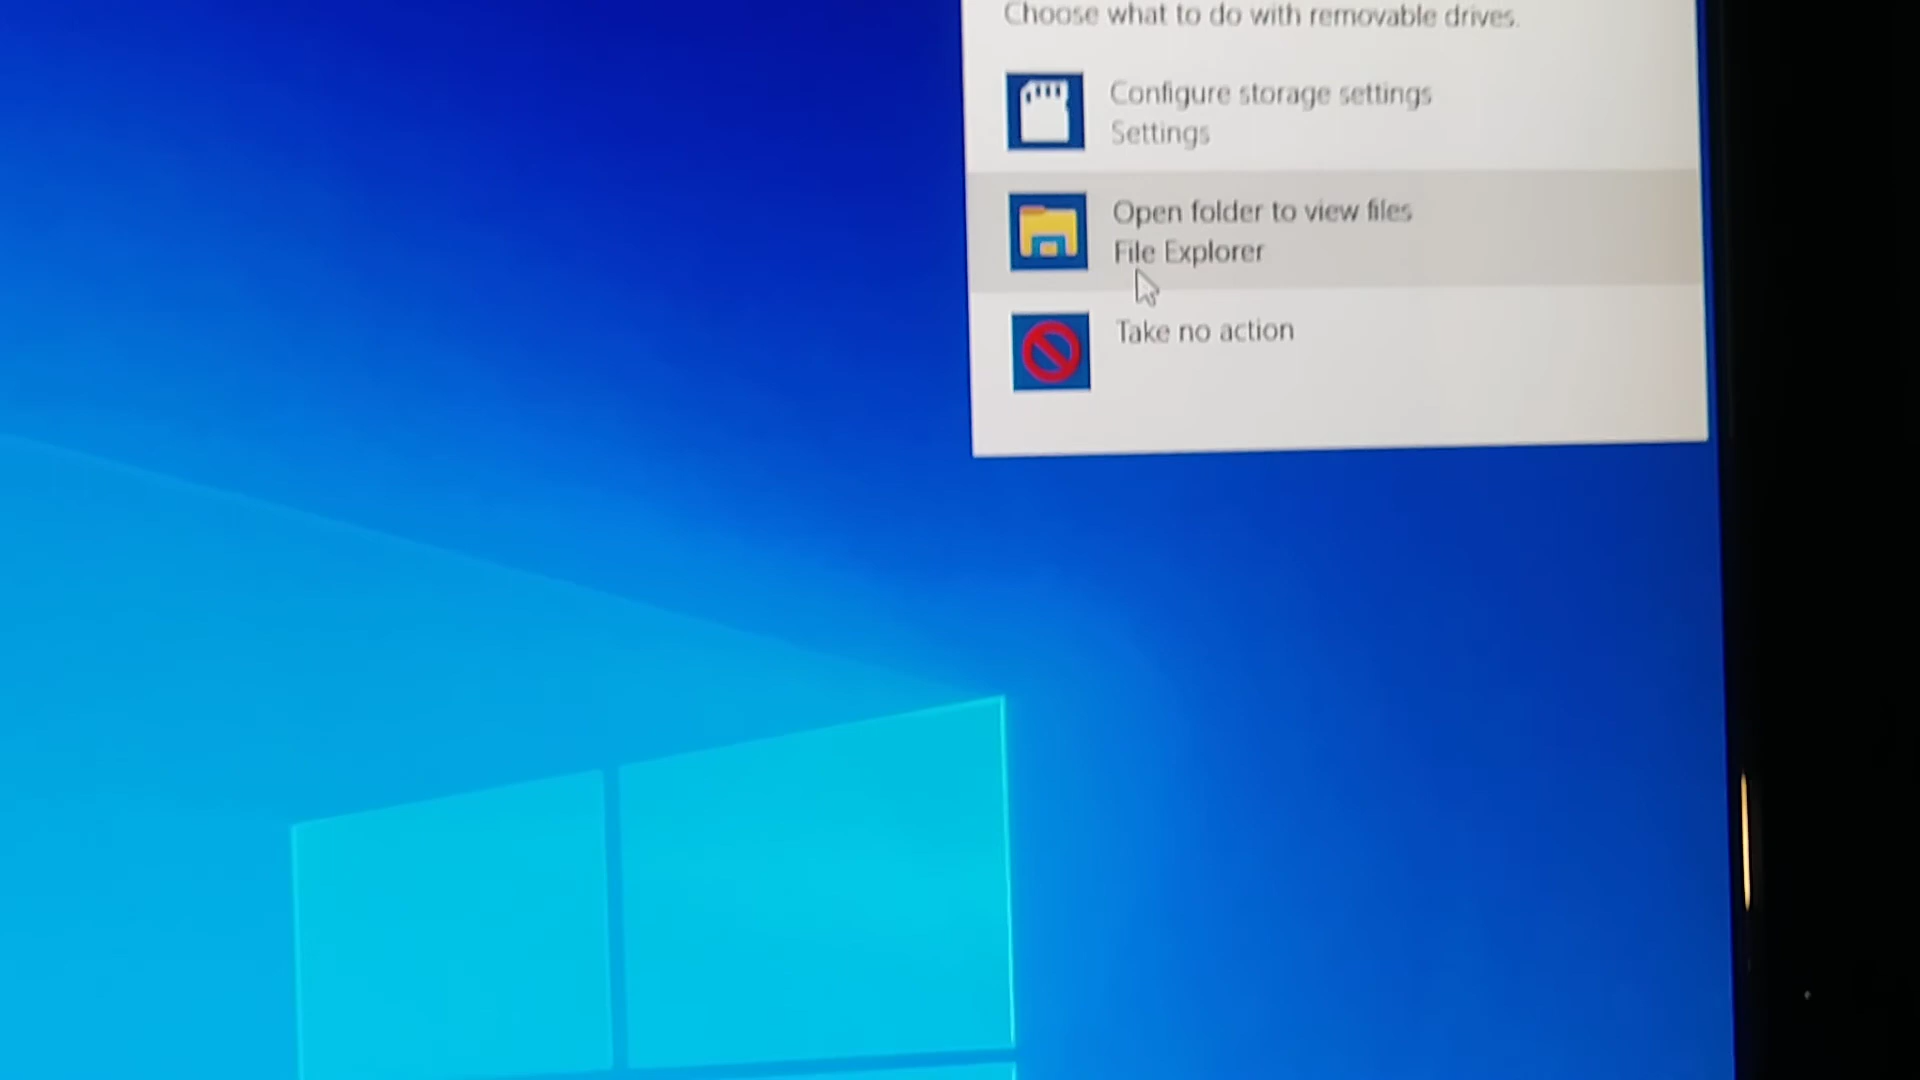 Choose what to do with removable drives.
Configure storage settings
Settings
Open folder to view files
File Explorer
Take no action